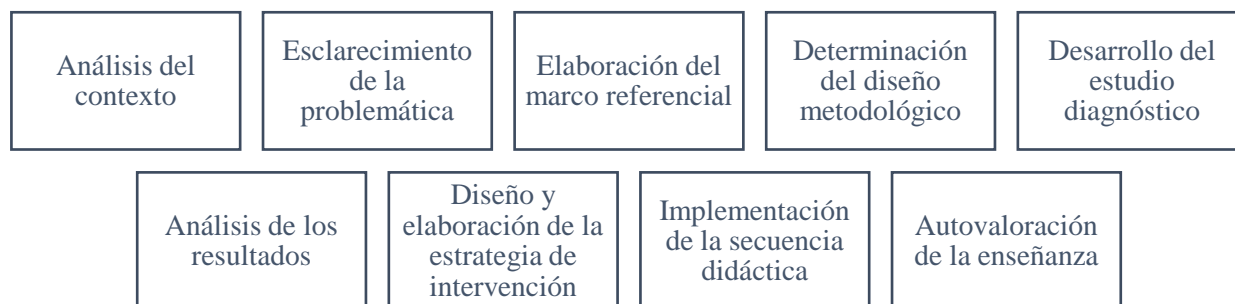 Análisis del
contexto
Esclarecimiento
de la
problemática
Elaboración del
marco referencial
Determinación
del diseño
metodológico
Desarrollo del
estudio
diagnóstico
Análisis de los
resultados
Diseño y
elaboración de la
estrategia de
intervención
Implementación
de la secuencia
didáctica
Autovaloración
de la enseñanza